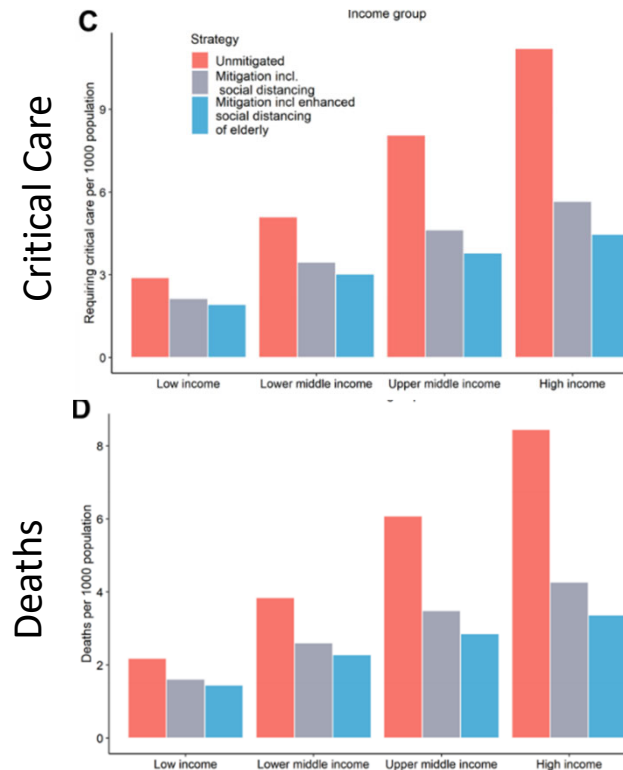 C
Income group
Critical Care
Requiring critical care per 1000 population
Strategy
Unmitigated
Mitigation incl.
social distancing
Mitigation incl enhanced
social distancing
of elderly
9
6
3
0
Low income
Lower middle income
Upper middle income
High income
D
Deaths
Deaths per 1000 population
8
6
4
2
0
Low income
Lower middle income
Upper middle income
High income